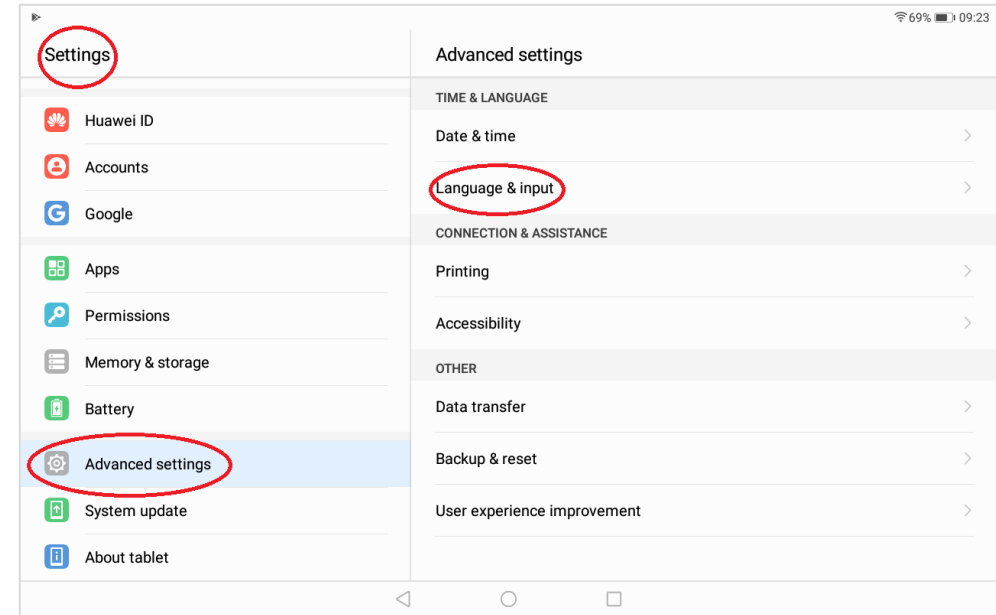 69% 09:23
Settings
Huawei ID
Accounts
Google
Apps
Permissions
Memory & storage
Battery
Advanced settings
System update
About tablet
Advanced settings
TIME & LANGUAGE
Date & time
Language & input
CONNECTION & ASSISTANCE
Printing
Accessibility
OTHER
Data transfer
Backup & reset
User experience improvement